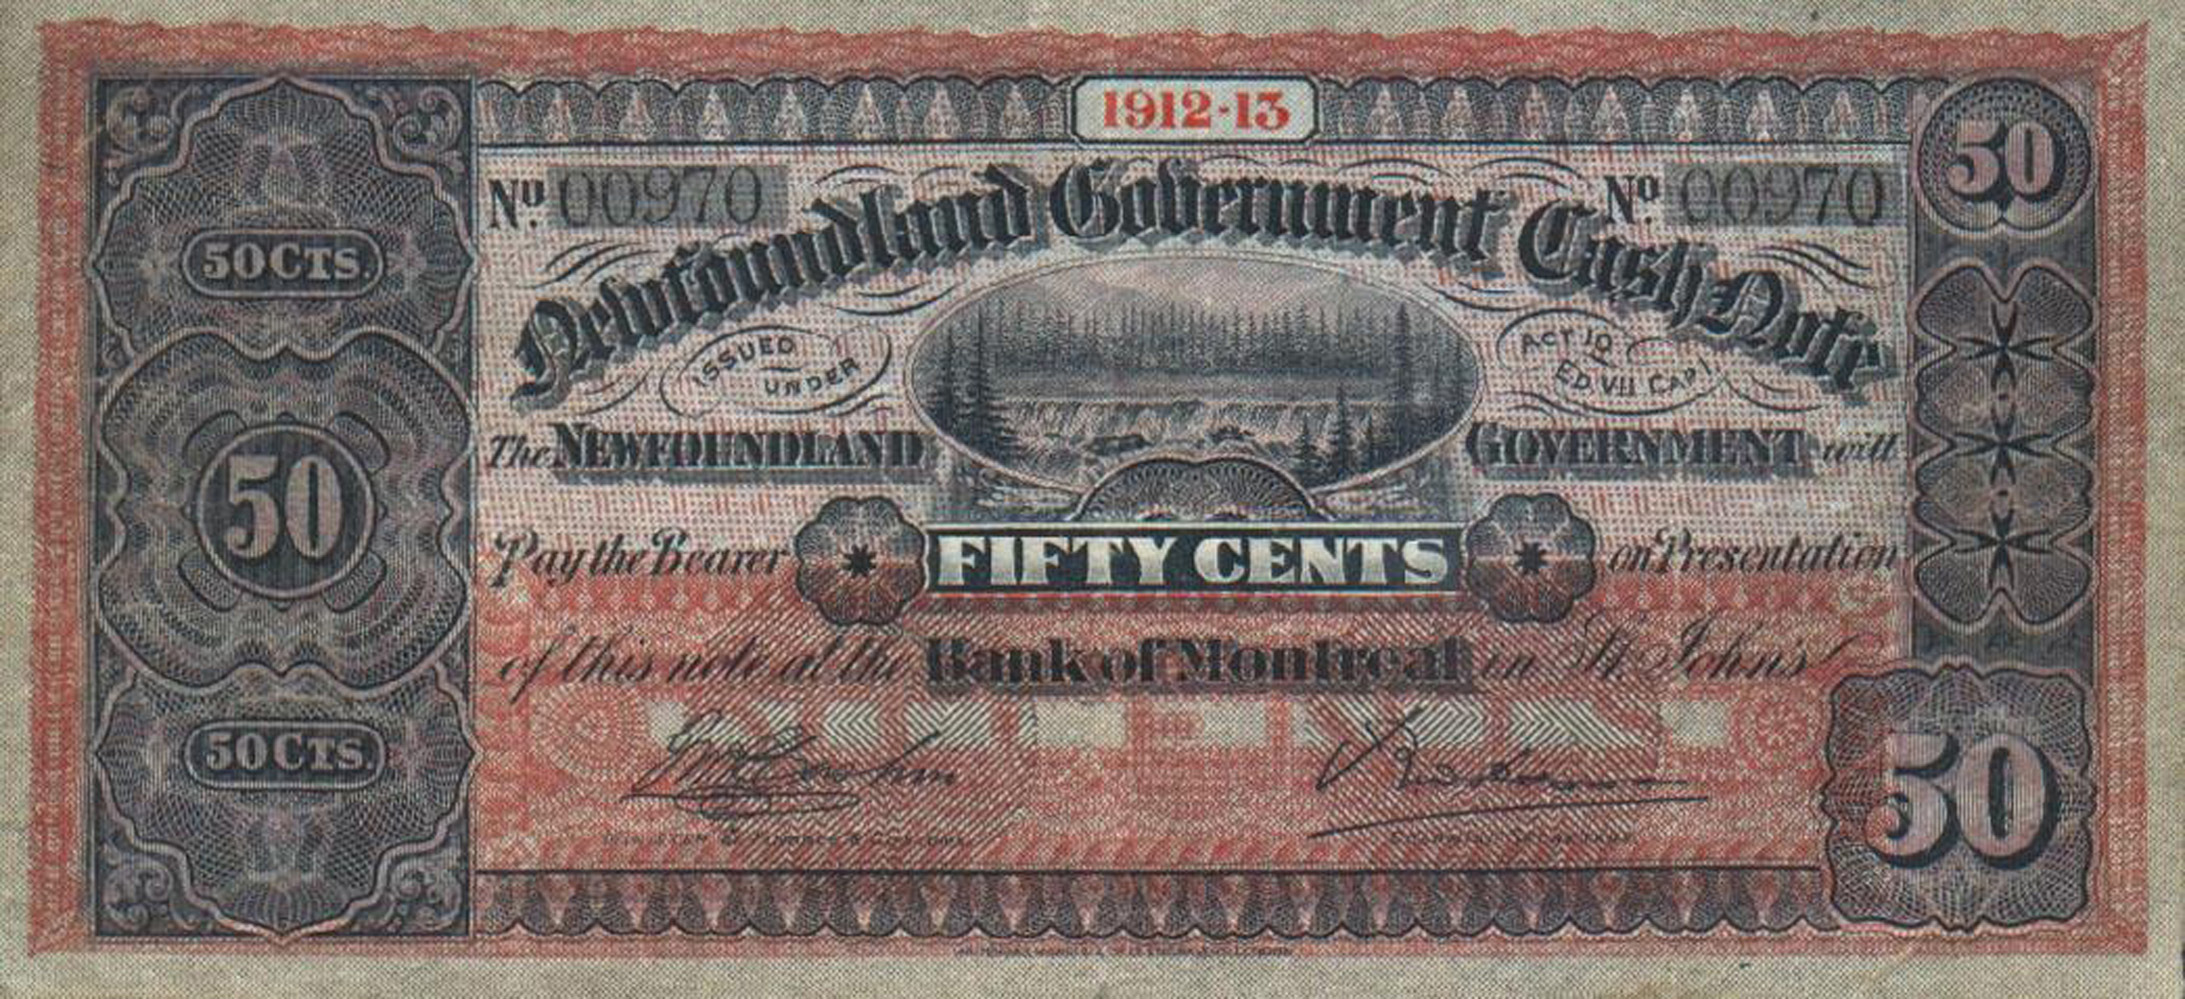 1912-13
50
Nº 00970
Nº 00970
50CTS.
Newfoundland Government Cash Note
ISSUED UNDER
ACT 10 ED VII CAP 1
The NEWFOUNDLAND GOVERNMENT will
50
Pay the Bearer FIFTY CENTS on Presentation
of this note at the Bank of Montreal in St. John's
50CTS.
50